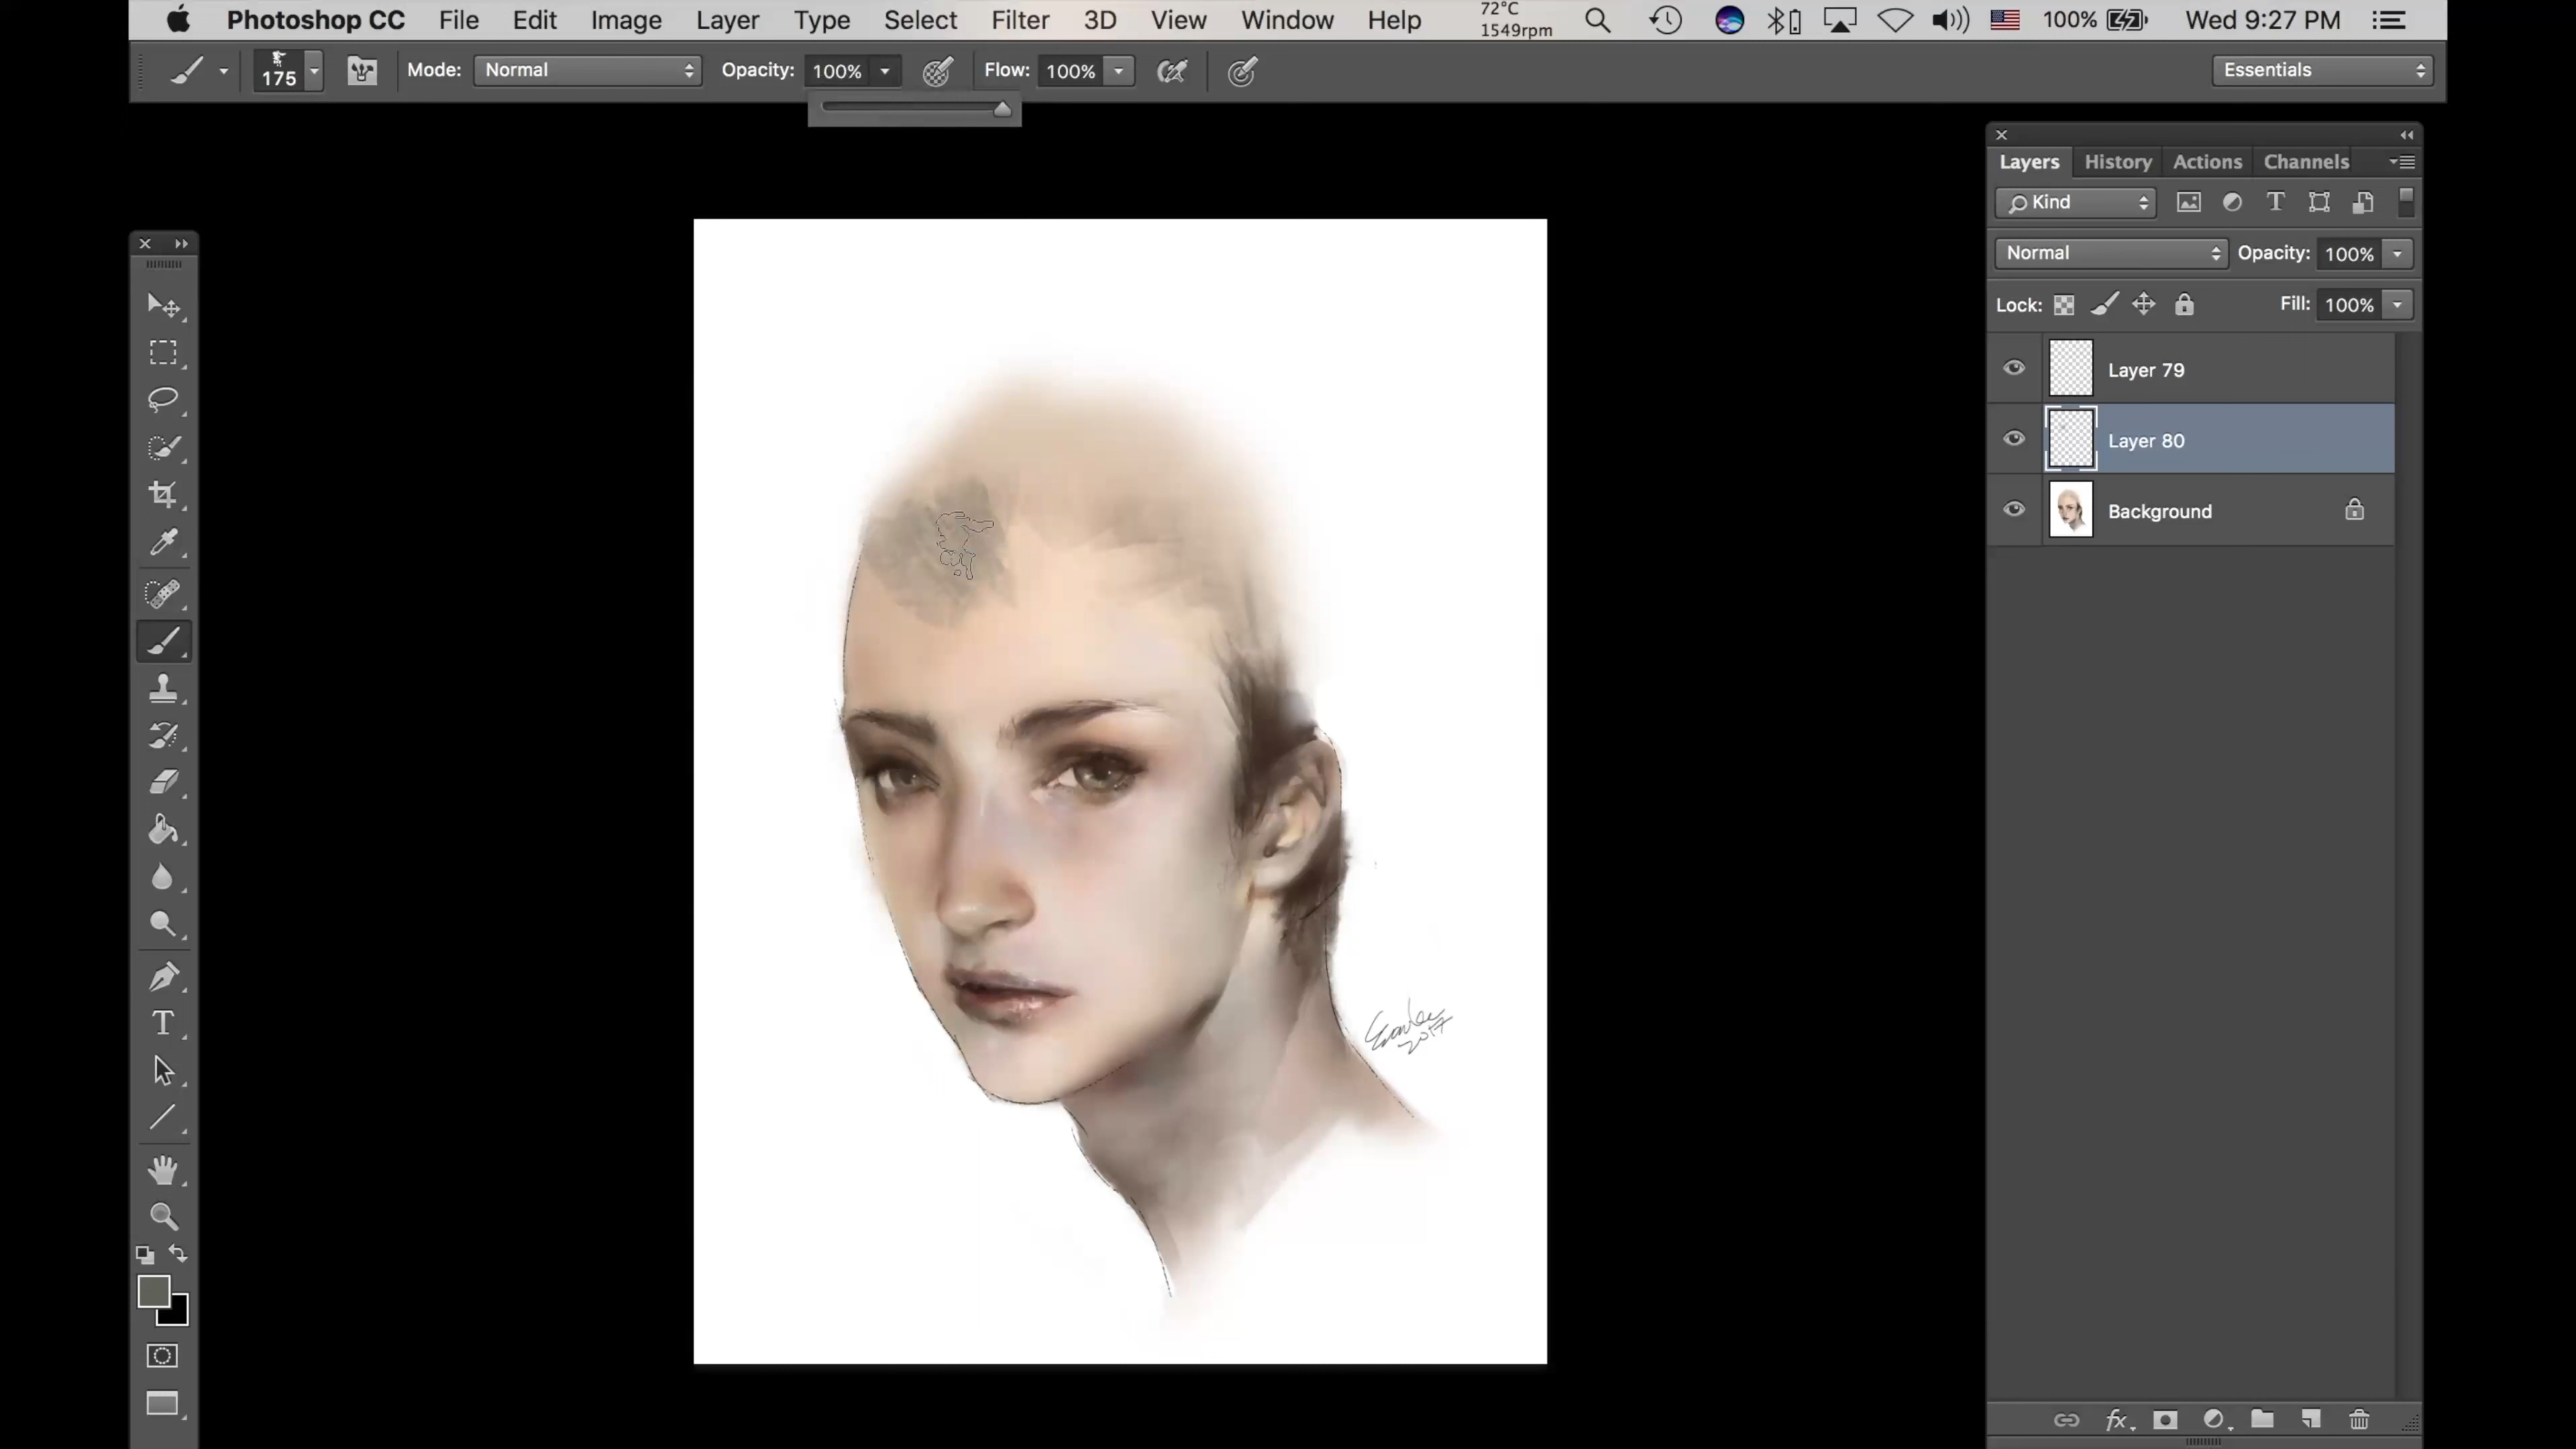 Photoshop CC File Edit Image Layer Type Select Filter 3D View Window Help 72°C 100% Wed 9:27 PM
1549rpm
175 Mode: Normal Opacity: 100% Flow: 100% Essentials
Layers History Actions Channels
Kind
Normal Opacity: 100%
Lock: Fill: 100%
Layer 79
Layer 80
Background
2017